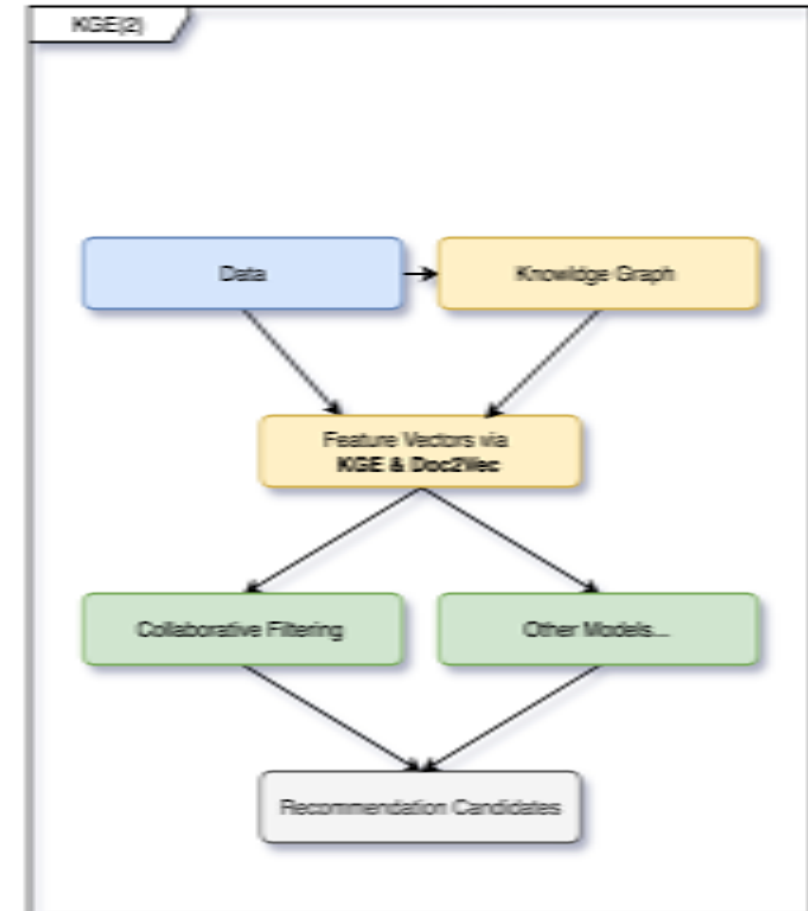 KGE(2)
Data
Knowldge Graph
Feature Vectors via
KGE & Doc2Vec
Collaborative Filtering
Other Models...
Recommendation Candidates